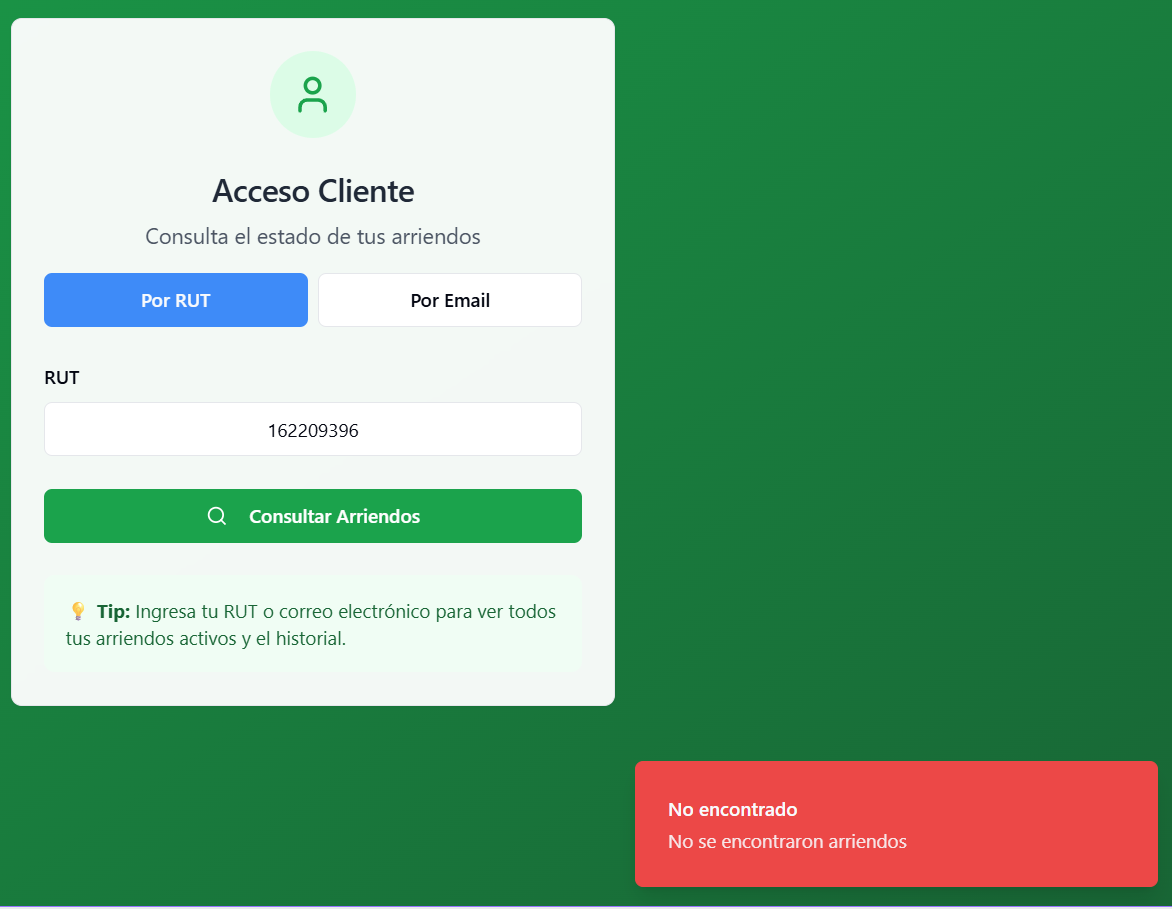 Acceso Cliente
Consulta el estado de tus arriendos
Por RUT
Por Email
RUT
162209396
Consultar Arriendos
💡 Tip: Ingresa tu RUT o correo electrónico para ver todos
tus arriendos activos y el historial.
No encontrado
No se encontraron arriendos